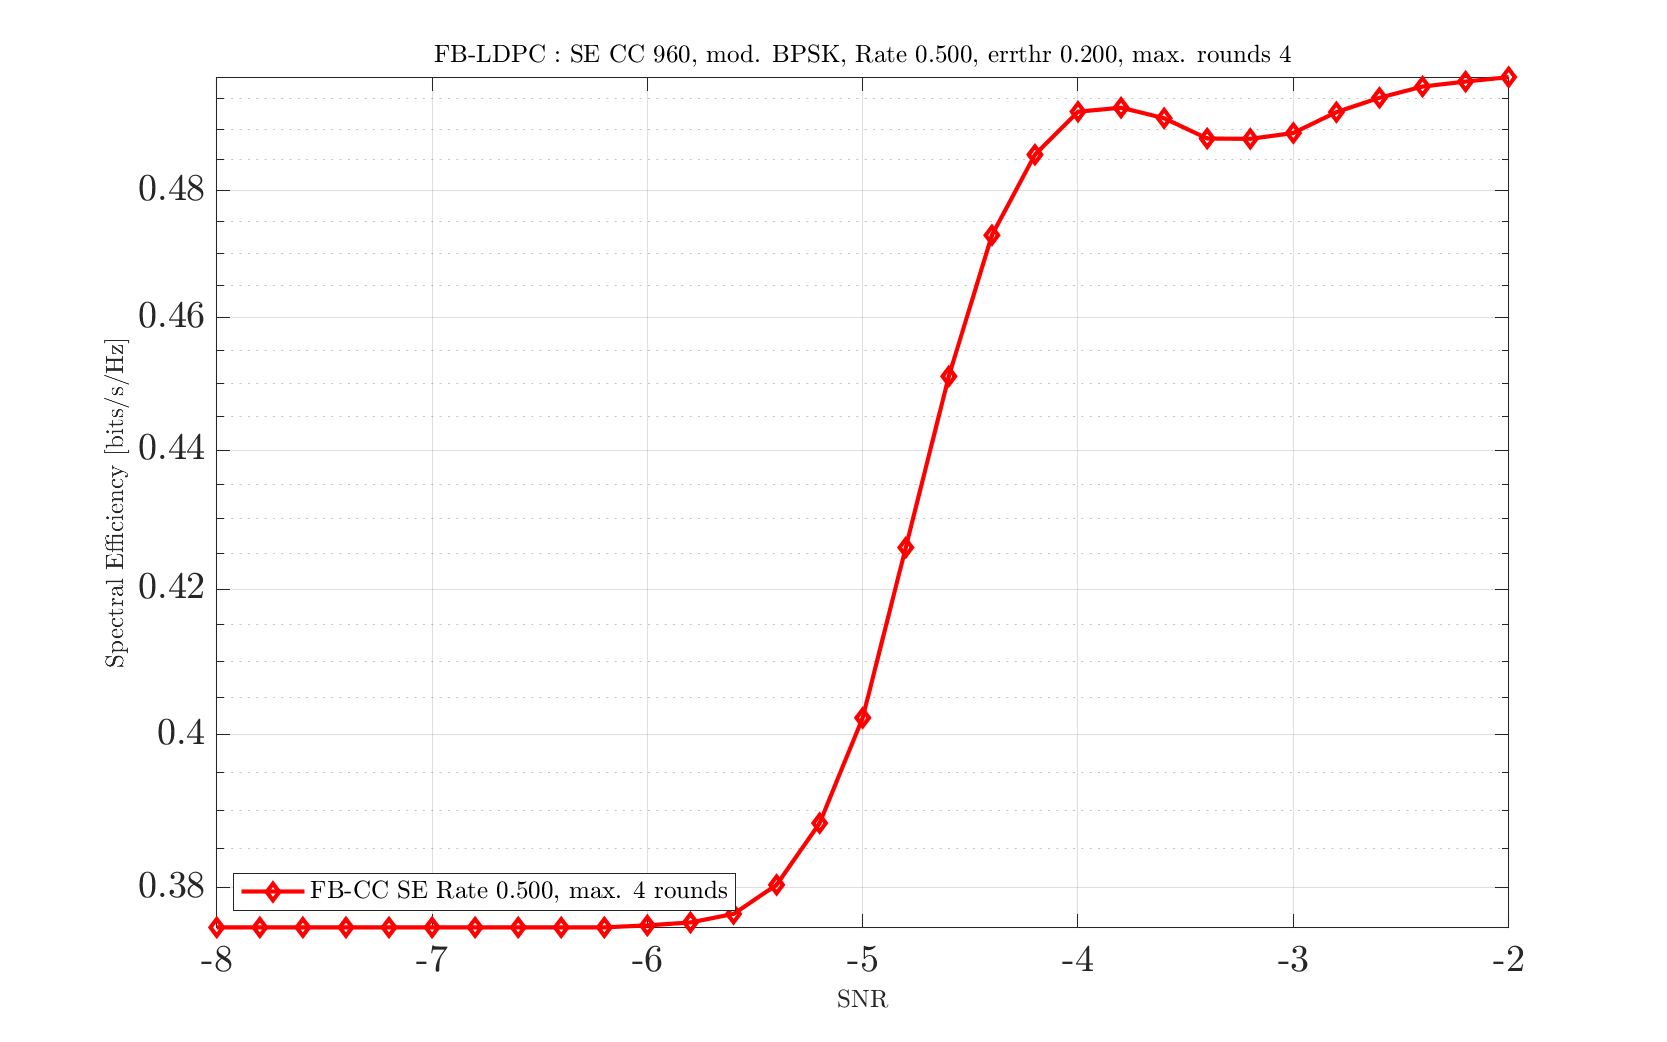 FB-LDPC : SE CC 960, mod. BPSK, Rate 0.500, errthr 0.200, max. rounds 4
Spectral Efficiency [bits/s/Hz]
0.48
0.46
0.44
0.42
0.4
0.38
FB-CC SE Rate 0.500, max. 4 rounds
-8 -7 -6 -5 -4 -3 -2
SNR